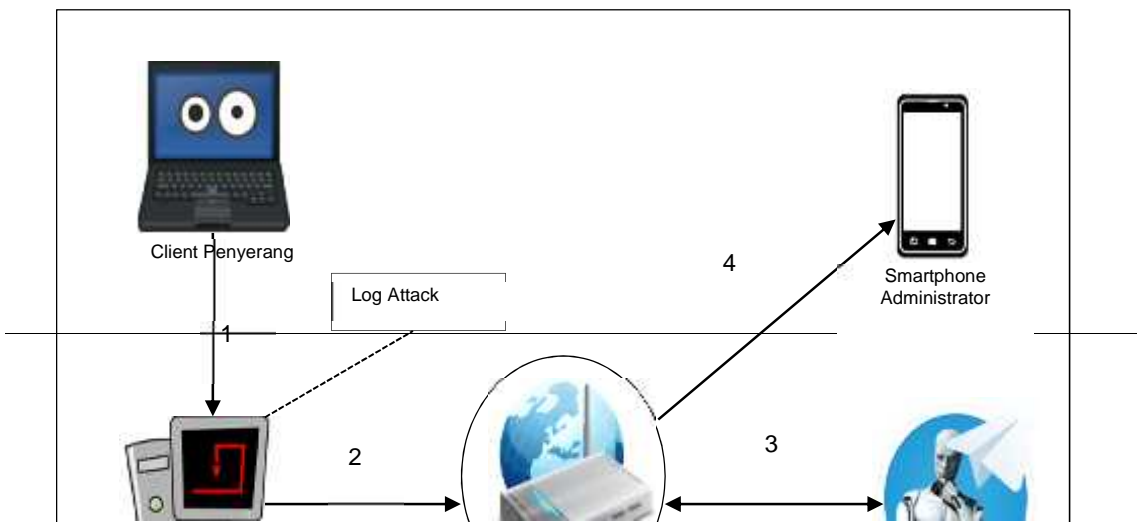 Client Penyerang
4
Smartphone
Administrator
Log Attack
1
2
3